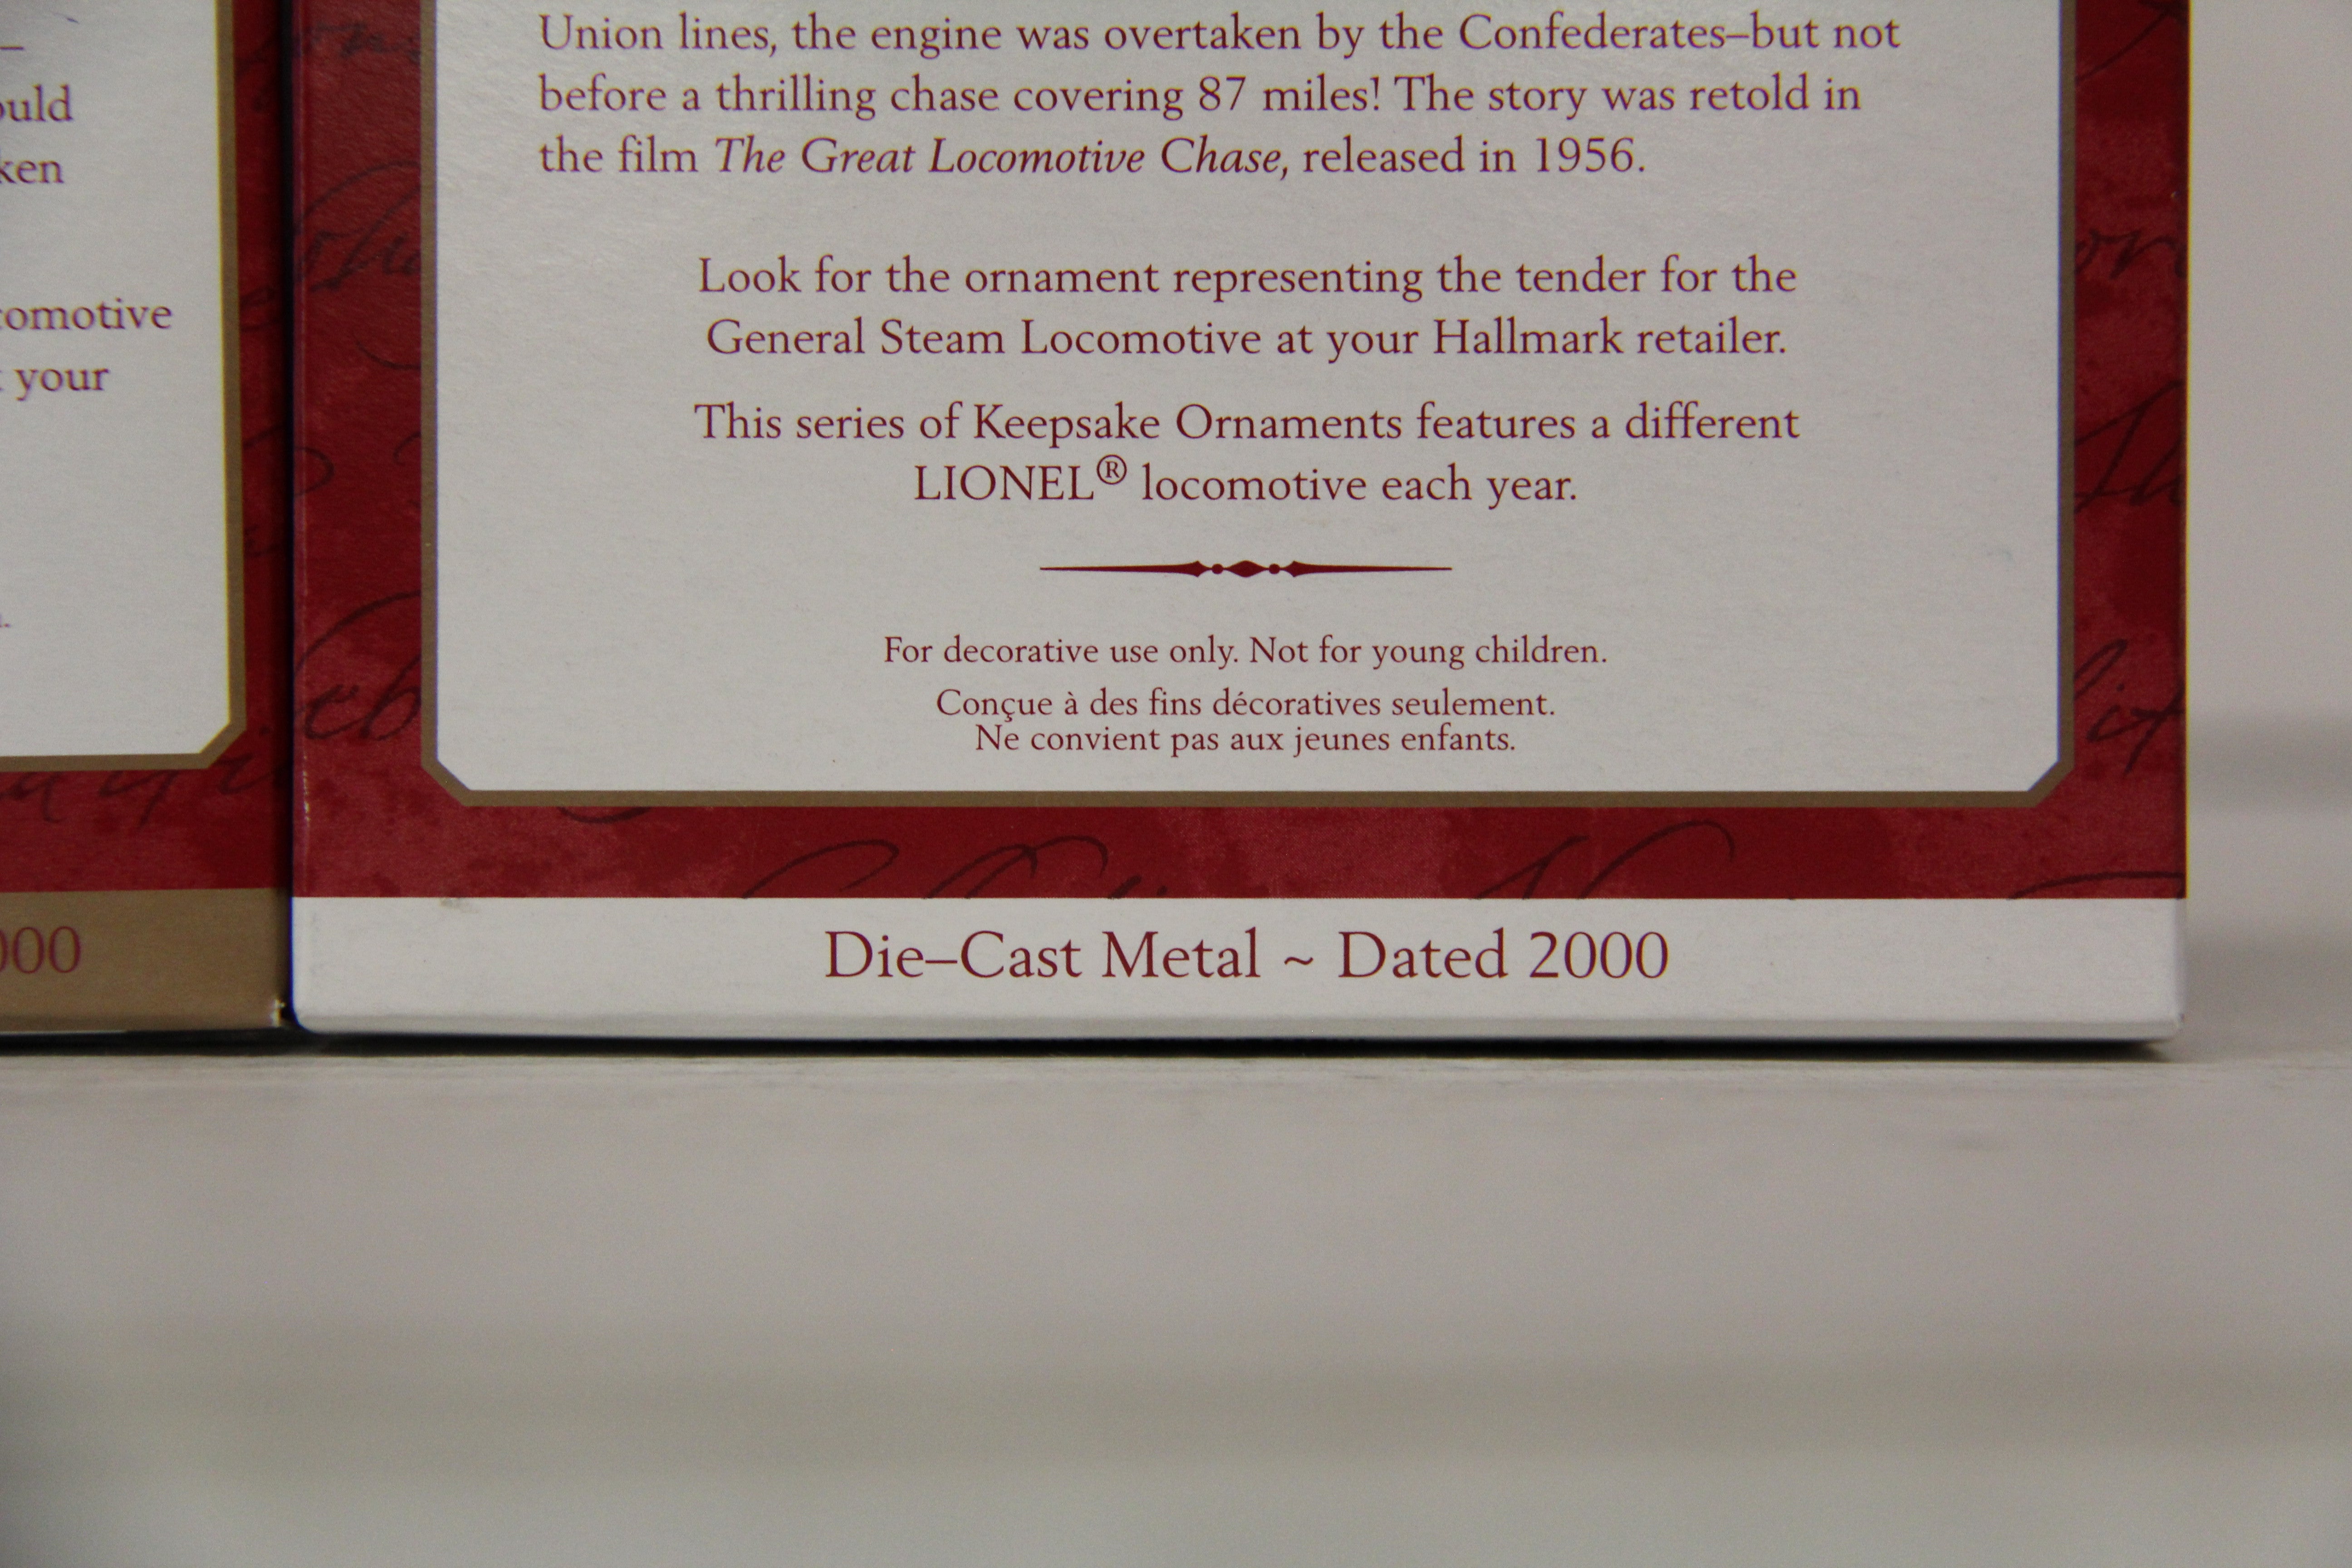 Union lines, the engine was overtaken by the Confederates–but not
before a thrilling chase covering 87 miles! The story was retold in
the film The Great Locomotive Chase, released in 1956.
Look for the ornament representing the tender for the
General Steam Locomotive at your Hallmark retailer.
This series of Keepsake Ornaments features a different
LIONEL® locomotive each year.
For decorative use only. Not for young children.
Conçue à des fins décoratives seulement.
Ne convient pas aux jeunes enfants.
Die–Cast Metal ~ Dated 2000
your